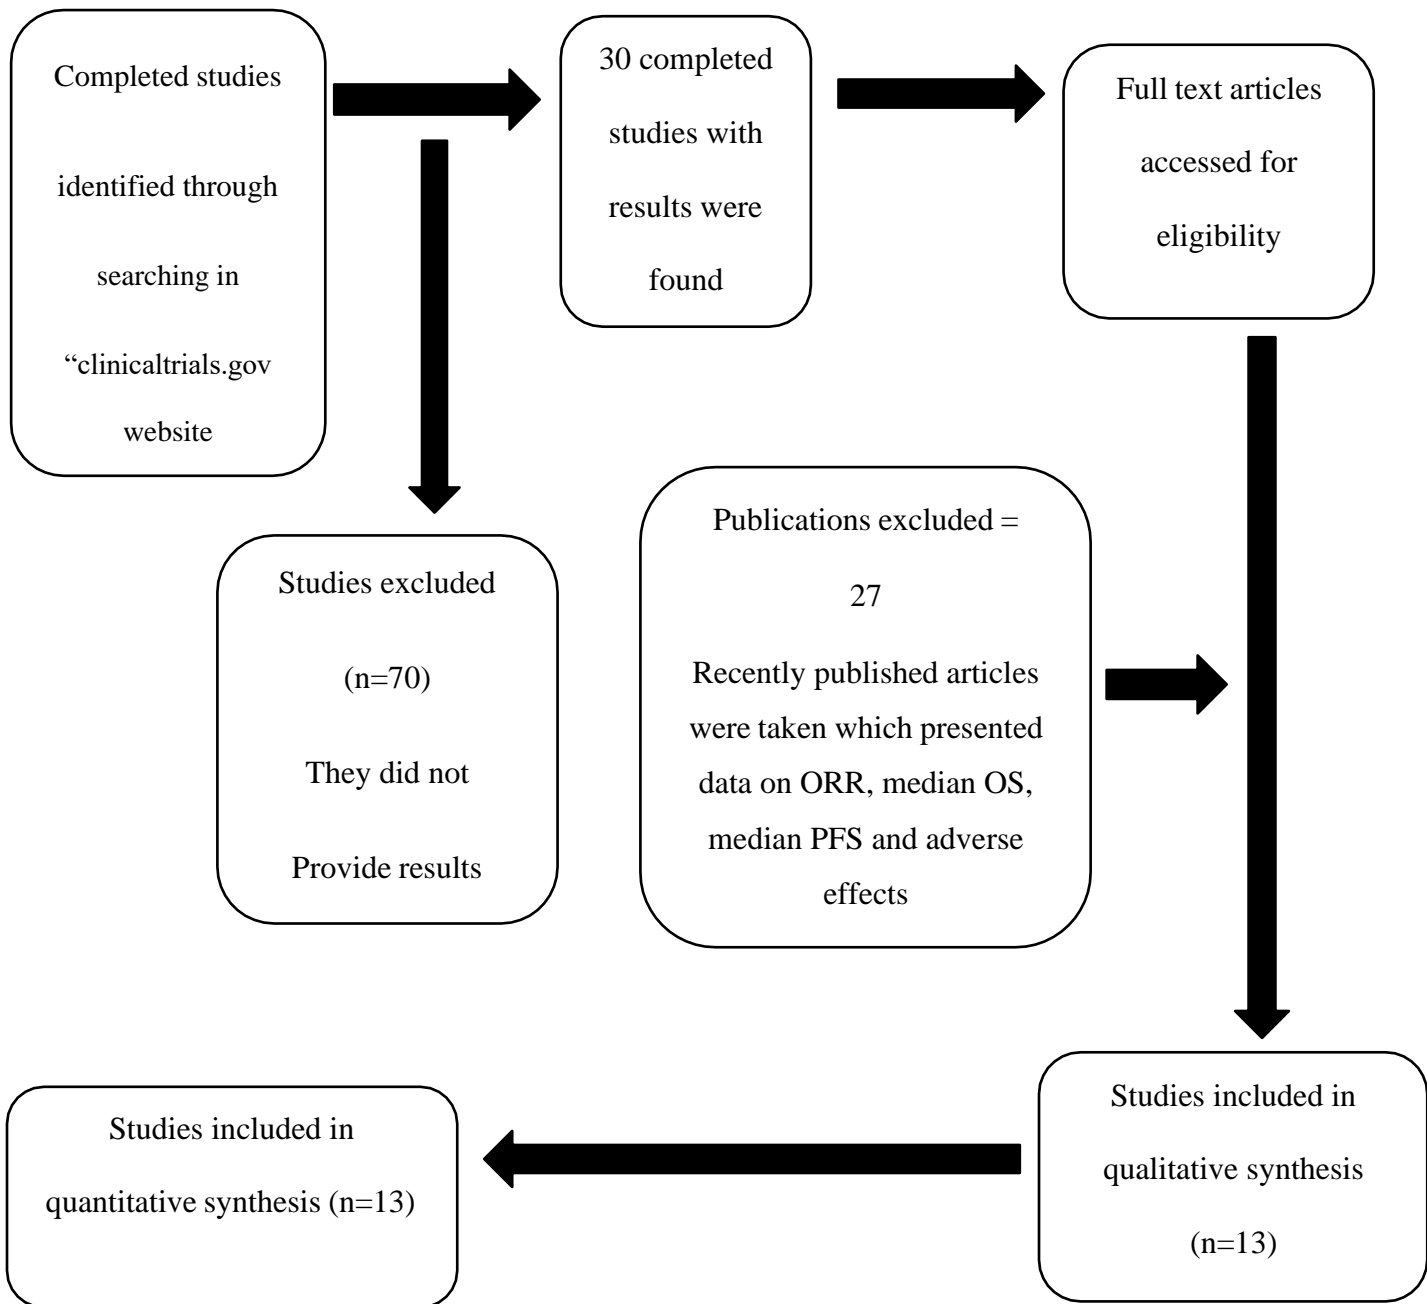 Completed studies
identified through
searching in
“clinicaltrials.gov
website
30 completed
studies with
results were
found
Full text articles
accessed for
eligibility
Studies excluded
(n=70)
They did not
Provide results
Publications excluded =
27
Recently published articles
were taken which presented
data on ORR, median OS,
median PFS and adverse
effects
Studies included in
qualitative synthesis
(n=13)
Studies included in
quantitative synthesis (n=13)